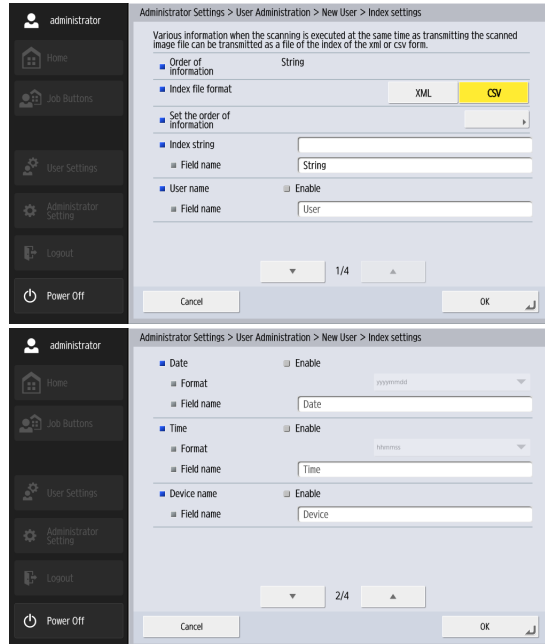 administrator
Home
Job Buttons
User Settings
Administrator
Setting
Logout
Power Off
Administrator Settings > User Administration > New User > Index settings
Various information when the scanning is executed at the same time as transmitting the scanned
image file can be transmitted as a file of the index of the xml or csv form.
Order of
information
String
Index file format
XML
CSV
Set the order of
information
Index string
Field name
String
User name
Enable
Field name
User
1/4
Cancel
OK
administrator
Home
Job Buttons
User Settings
Administrator
Setting
Logout
Power Off
Administrator Settings > User Administration > New User > Index settings
Date
Enable
Format
yyyymmdd
Field name
Date
Time
Enable
Format
hhmmss
Field name
Time
Device name
Enable
Field name
Device
2/4
Cancel
OK